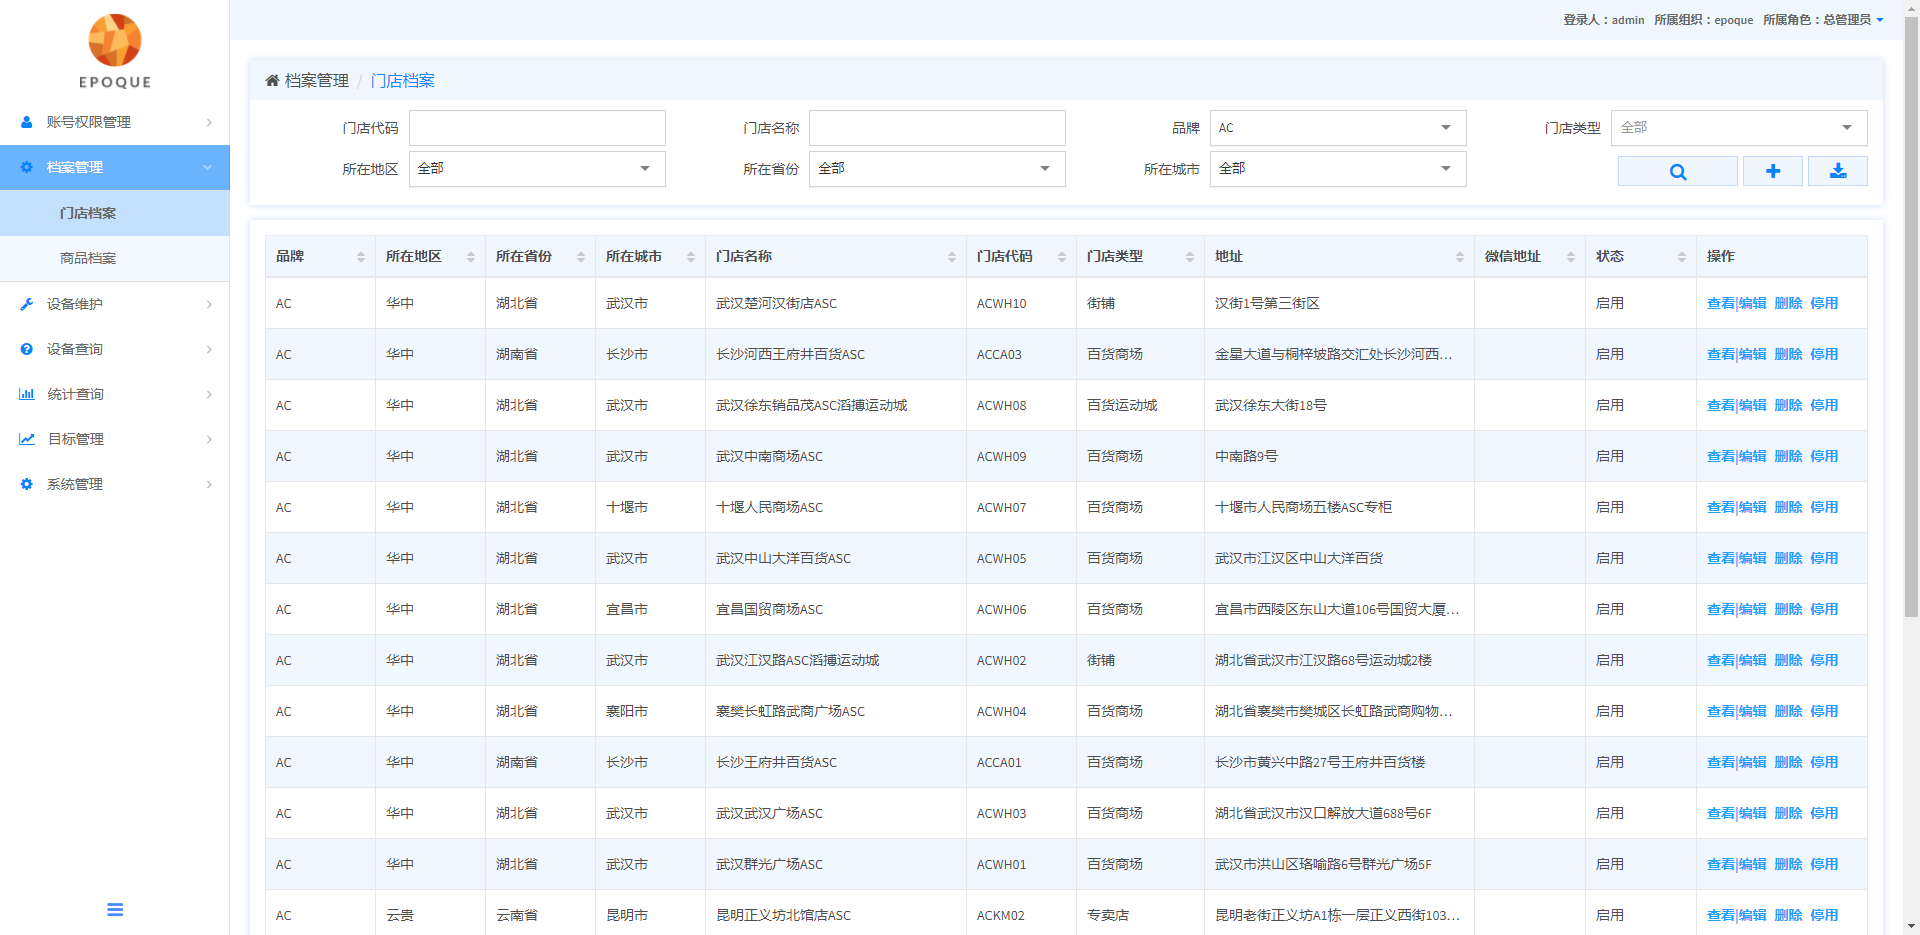 EPOQUE
登录人：admin 所属组织：epoque 所属角色：总管理员
账号权限管理
档案管理
门店档案
商品档案
设备维护
设备查询
统计查询
目标管理
系统管理
档案管理 / 门店档案
门店代码 门店名称 品牌 AC 门店类型 全部
所在地区 全部 所在省份 全部 所在城市 全部
品牌 所在地区 所在省份 所在城市 门店名称 门店代码 门店类型 地址 微信地址 状态 操作
AC 华中 湖北省 武汉市 武汉楚河汉街店ASC ACWH10 街铺 汉街1号第三街区 启用 查看|编辑 删除 停用
AC 华中 湖南省 长沙市 长沙河西王府井百货ASC ACCA03 百货商场 金星大道与桐梓坡路交汇处长沙河西... 启用 查看|编辑 删除 停用
AC 华中 湖北省 武汉市 武汉徐东销品茂ASC滔搏运动城 ACWH08 百货运动城 武汉徐东大街18号 启用 查看|编辑 删除 停用
AC 华中 湖北省 武汉市 武汉中南商场ASC ACWH09 百货商场 中南路9号 启用 查看|编辑 删除 停用
AC 华中 湖北省 十堰市 十堰人民商场ASC ACWH07 百货商场 十堰市人民商场五楼ASC专柜 启用 查看|编辑 删除 停用
AC 华中 湖北省 武汉市 武汉中山大洋百货ASC ACWH05 百货商场 武汉市江汉区中山大洋百货 启用 查看|编辑 删除 停用
AC 华中 湖北省 宜昌市 宜昌国贸商场ASC ACWH06 百货商场 宜昌市西陵区东山大道106号国贸大厦... 启用 查看|编辑 删除 停用
AC 华中 湖北省 武汉市 武汉江汉路ASC滔搏运动城 ACWH02 街铺 湖北省武汉市江汉路68号运动城2楼 启用 查看|编辑 删除 停用
AC 华中 湖北省 襄阳市 襄樊长虹路武商广场ASC ACWH04 百货商场 湖北省襄樊市樊城区长虹路武商购物... 启用 查看|编辑 删除 停用
AC 华中 湖南省 长沙市 长沙王府井百货ASC ACCA01 百货商场 长沙市黄兴中路27号王府井百货楼 启用 查看|编辑 删除 停用
AC 华中 湖北省 武汉市 武汉武汉广场ASC ACWH03 百货商场 湖北省武汉市汉口解放大道688号6F 启用 查看|编辑 删除 停用
AC 华中 湖北省 武汉市 武汉群光广场ASC ACWH01 百货商场 武汉市洪山区珞喻路6号群光广场5F 启用 查看|编辑 删除 停用
AC 云贵 云南省 昆明市 昆明正义坊北馆店ASC ACKM02 专卖店 昆明老街正义坊A1栋一层正义西街103... 启用 查看|编辑 删除 停用